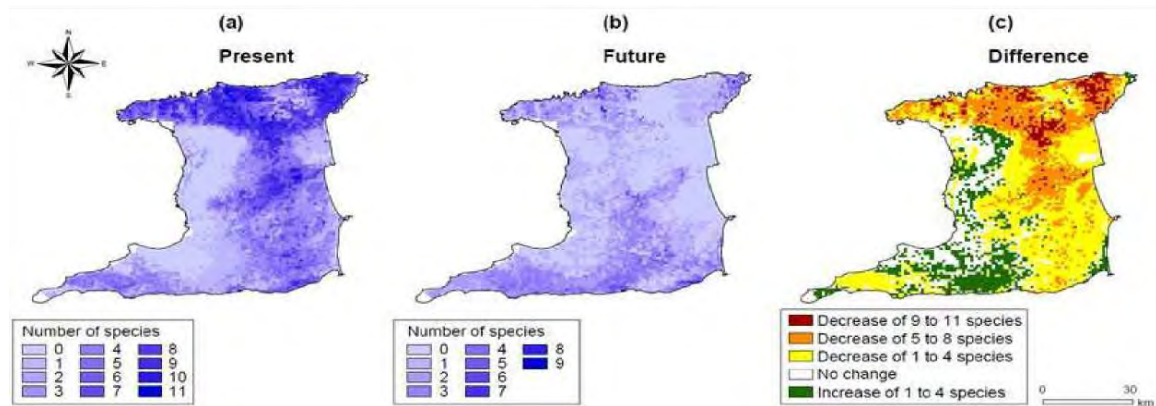 (a)
Present
(b)
Future
(c)
Difference
N
W E
S
Number of species
0 4 8
1 5 9
2 6 10
3 7 11
Number of species
0 4 8
1 5 9
2 6
3 7
Decrease of 9 to 11 species
Decrease of 5 to 8 species
Decrease of 1 to 4 species
No change
Increase of 1 to 4 species
0 30
km